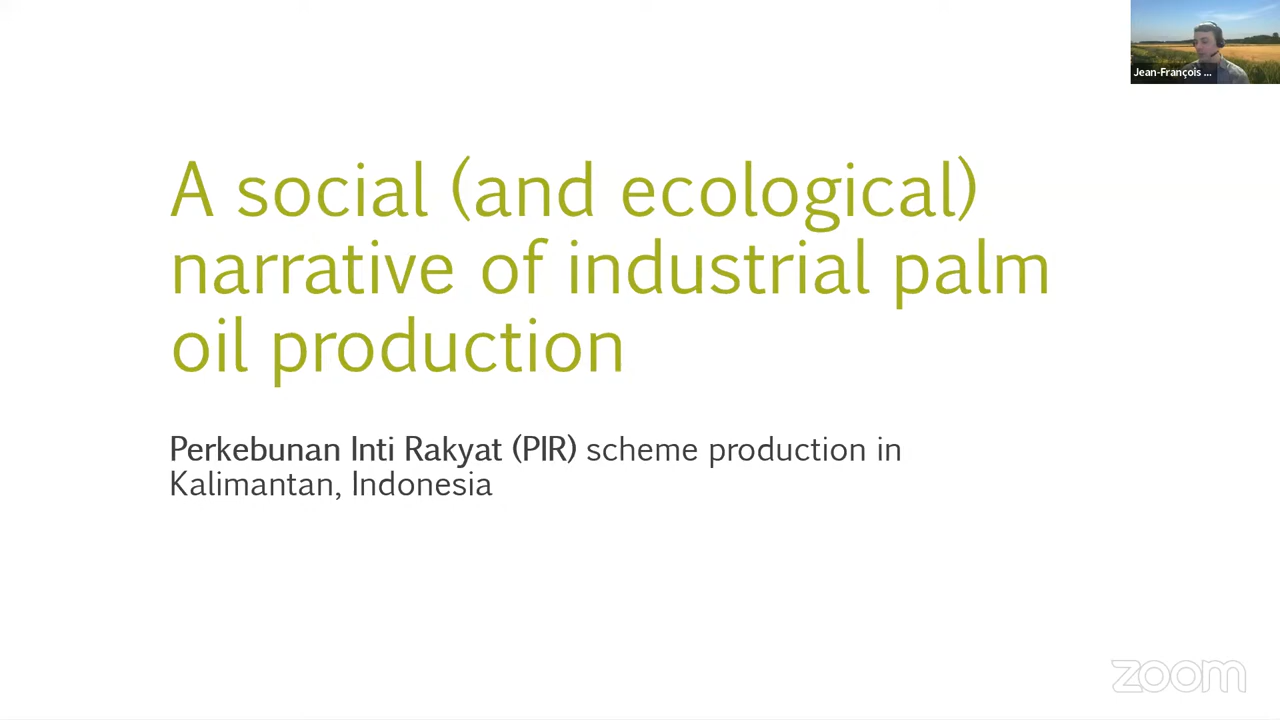 Jean-François ...
A social (and ecological)
narrative of industrial palm
oil production
Perkebunan Inti Rakyat (PIR) scheme production in
Kalimantan, Indonesia
zoom